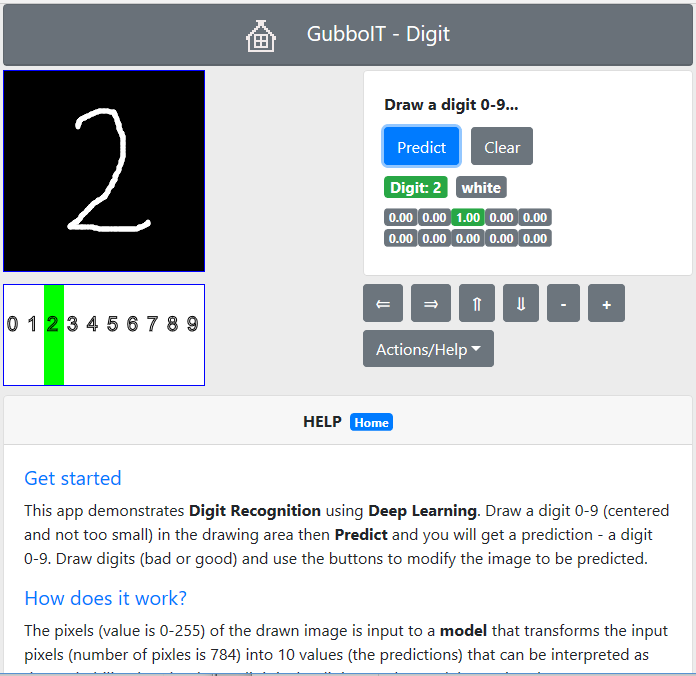 GubboIT - Digit
2
Draw a digit 0-9...
Predict Clear
Digit: 2 white
0.00 0.00 1.00 0.00 0.00
0.00 0.00 0.00 0.00 0.00
0 1 2 3 4 5 6 7 8 9
⇐ ⇒ ⇑ ⇓ - +
Actions/Help
HELP Home
Get started
This app demonstrates Digit Recognition using Deep Learning. Draw a digit 0-9 (centered
and not too small) in the drawing area then Predict and you will get a prediction - a digit
0-9. Draw digits (bad or good) and use the buttons to modify the image to be predicted.
How does it work?
The pixels (value is 0-255) of the drawn image is input to a model that transforms the input
pixels (number of pixles is 784) into 10 values (the predictions) that can be interpreted as